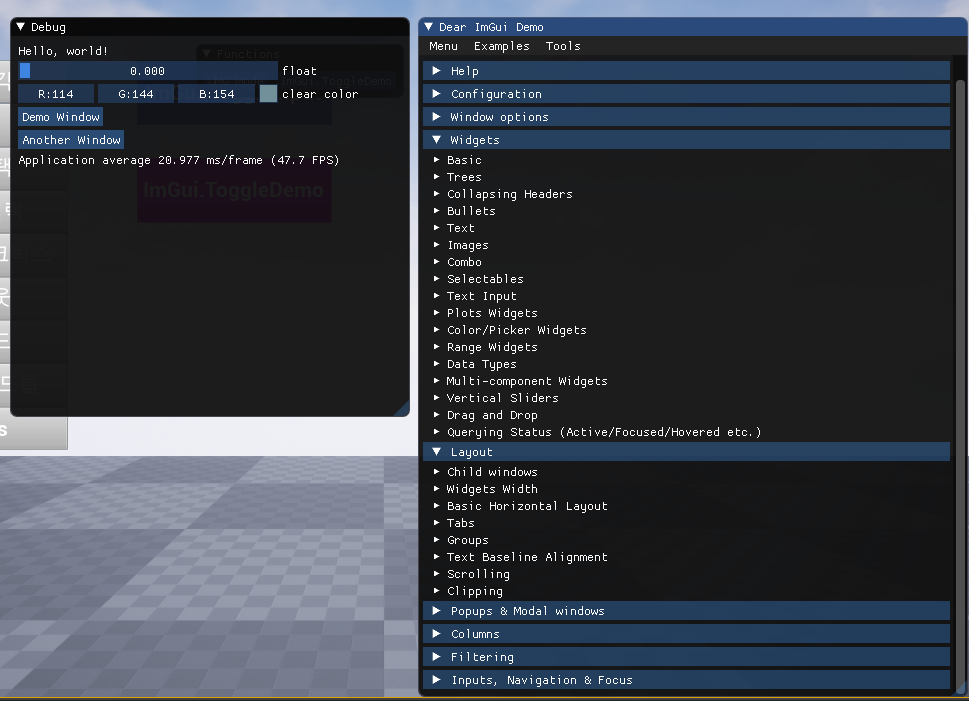 Debug
Hello, world!
0.000 float
R:114 G:144 B:154 clear color
Demo Window
Another Window
Application average 20.977 ms/frame (47.7 FPS)
Functions
ImGui.ToggleDemo
ImGui.ToggleDemo
s
Dear ImGui Demo
Menu Examples Tools
Help
Configuration
Window options
Widgets
Basic
Trees
Collapsing Headers
Bullets
Text
Images
Combo
Selectables
Text Input
Plots Widgets
Color/Picker Widgets
Range Widgets
Data Types
Multi-component Widgets
Vertical Sliders
Drag and Drop
Querying Status (Active/Focused/Hovered etc.)
Layout
Child windows
Widgets Width
Basic Horizontal Layout
Tabs
Groups
Text Baseline Alignment
Scrolling
Clipping
Popups & Modal windows
Columns
Filtering
Inputs, Navigation & Focus